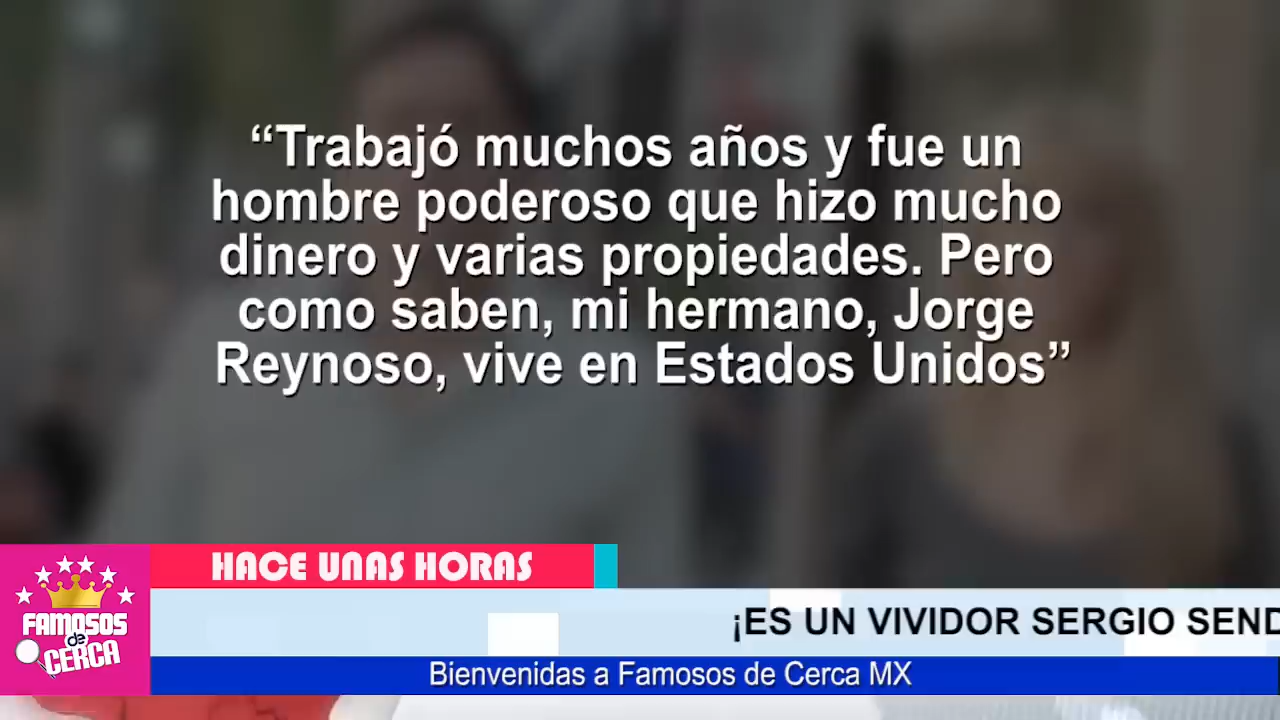 “Trabajó muchos años y fue un
hombre poderoso que hizo mucho
dinero y varias propiedades. Pero
como saben, mi hermano, Jorge
Reynoso, vive en Estados Unidos”
HACE UNAS HORAS
FAMOSOS
de
CERCA
¡ES UN VIVIDOR SERGIO SEND
Bienvenidas a Famosos de Cerca MX